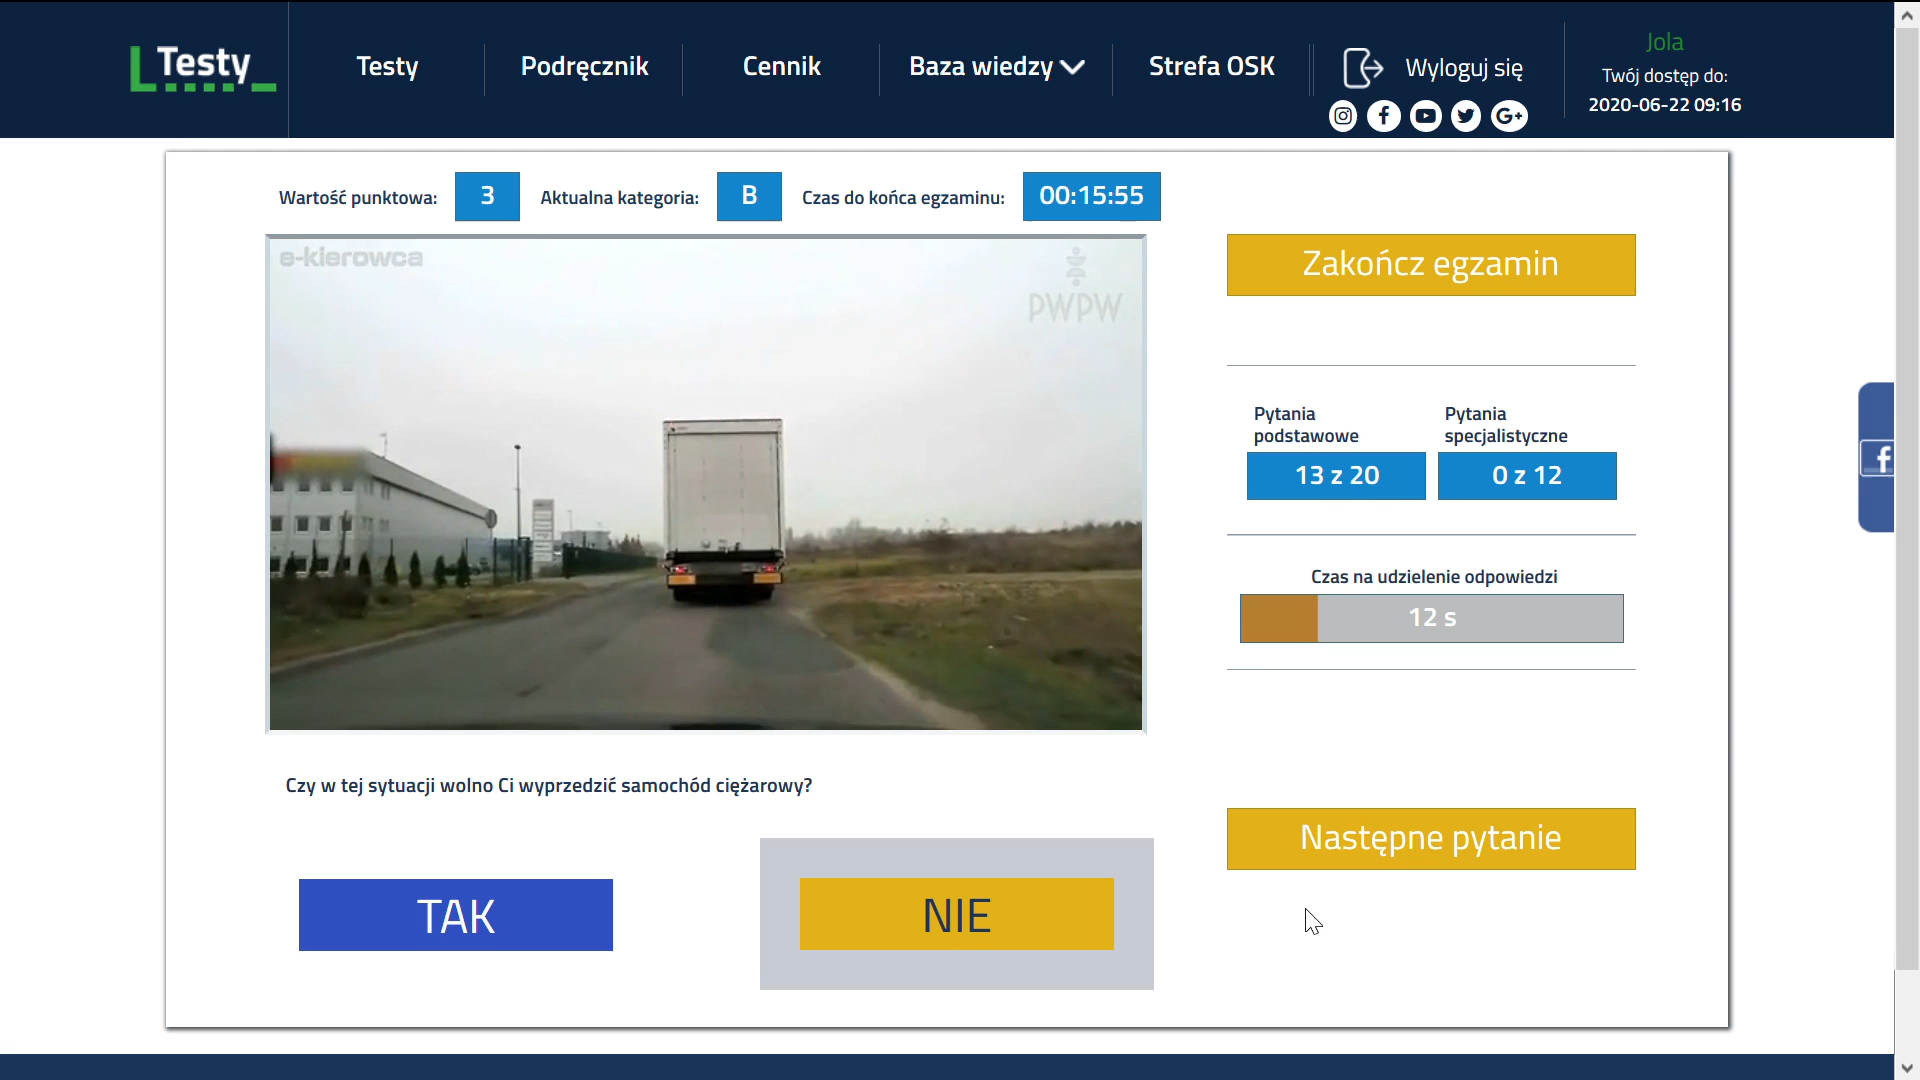 Testy
Testy
Podręcznik
Cennik
Baza wiedzy
Strefa OSK
Wyloguj się
Jola
Twój dostęp do:
2020-06-22 09:16
Wartość punktowa: 3 Aktualna kategoria: B Czas do końca egzaminu: 00:15:55
e-kierowca
PWPW
Zakończ egzamin
Pytania podstawowe
13 z 20
Pytania specjalistyczne
0 z 12
Czas na udzielenie odpowiedzi
12 s
Czy w tej sytuacji wolno Ci wyprzedzić samochód ciężarowy?
TAK
NIE
Następne pytanie